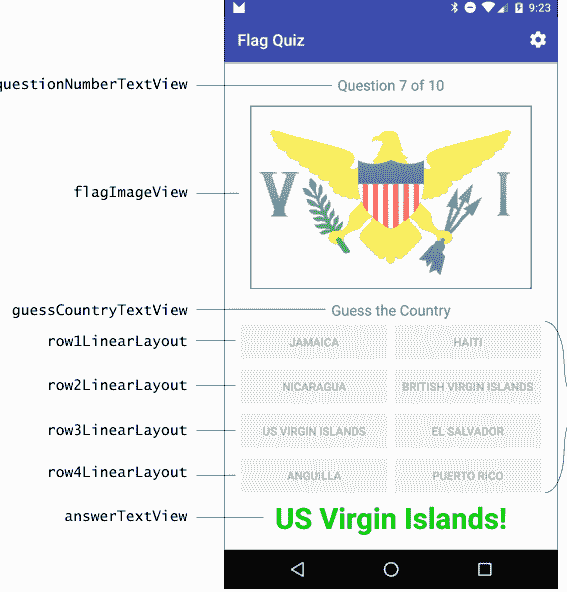 9:23
Flag Quiz
questionNumberTextView
Question 7 of 10
flagImageView
V I
guessCountryTextView
Guess the Country
row1LinearLayout
JAMAICA HAITI
row2LinearLayout
NICARAGUA BRITISH VIRGIN ISLANDS
row3LinearLayout
US VIRGIN ISLANDS EL SALVADOR
row4LinearLayout
ANGUILLA PUERTO RICO
answerTextView
US Virgin Islands!